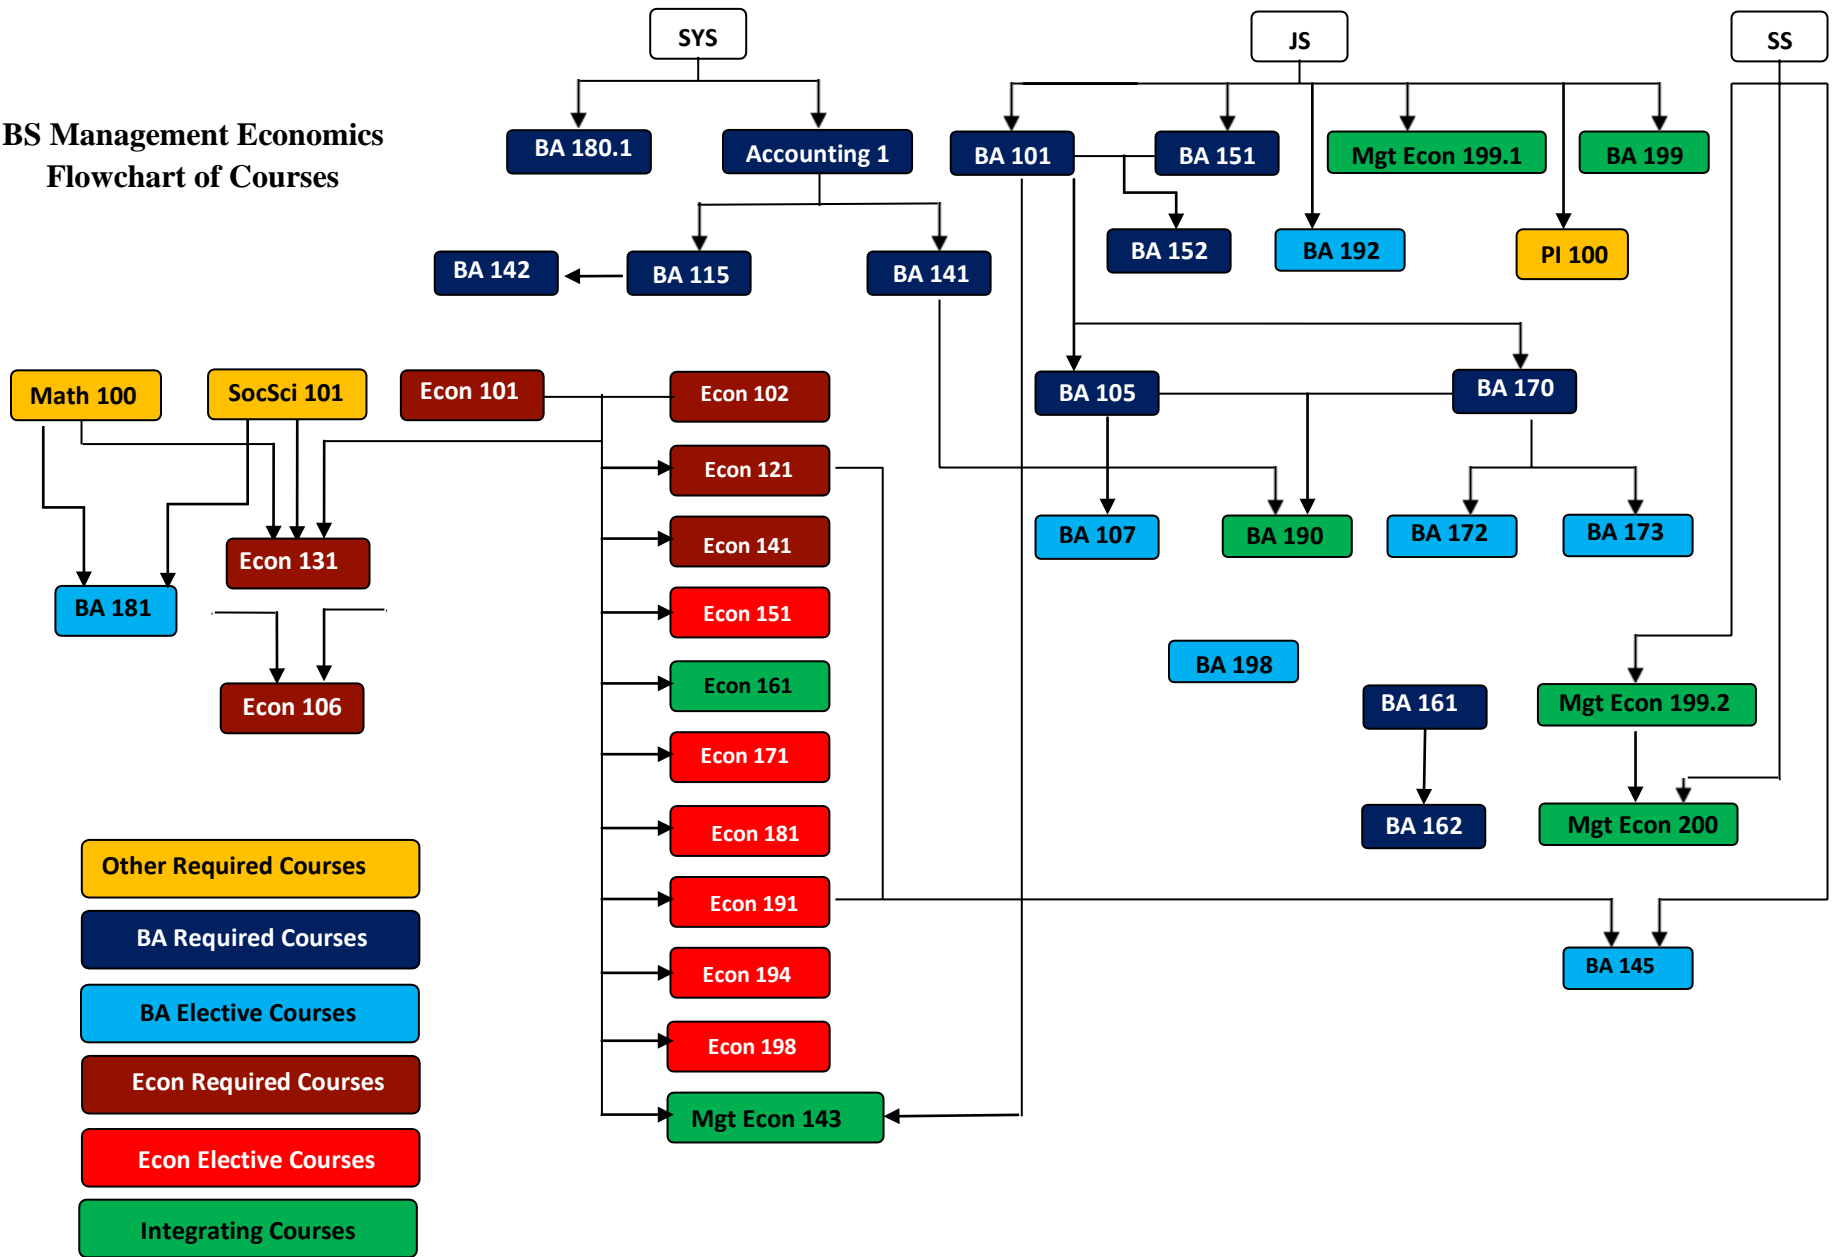 SYS
JS
SS
BS Management Economics
Flowchart of Courses
BA 180.1
Accounting 1
BA 101
BA 151
Mgt Econ 199.1
BA 199
BA 142
BA 115
BA 141
BA 152
BA 192
PI 100
Math 100
SocSci 101
Econ 101
Econ 102
BA 105
BA 170
Econ 121
Econ 131
Econ 141
BA 107
BA 190
BA 172
BA 173
BA 181
Econ 151
BA 198
Econ 161
Econ 106
BA 161
Mgt Econ 199.2
Econ 171
Econ 181
BA 162
Mgt Econ 200
Econ 191
Econ 194
BA 145
Econ 198
Mgt Econ 143
Other Required Courses
BA Required Courses
BA Elective Courses
Econ Required Courses
Econ Elective Courses
Integrating Courses